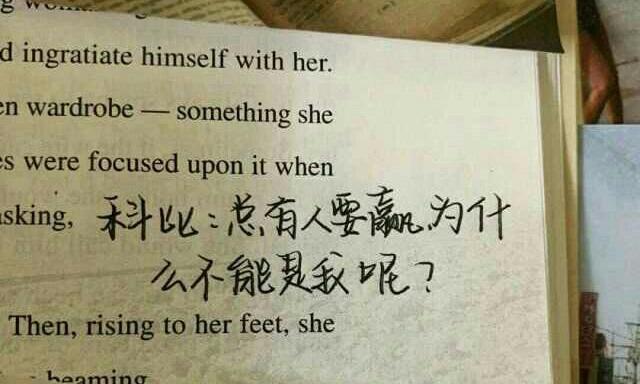 d ingratiate himself with her.
en wardrobe — something she
es were focused upon it when
asking, 科比:总有人要赢,为什
么不能是我呢?
Then, rising to her feet, she
beaming